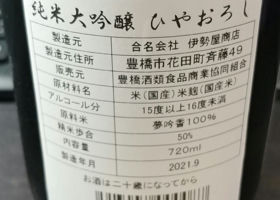 純米大吟醸 ひやおろし
製造元 合名会社 伊勢屋商店
製造元住所 豊橋市花田町斉藤49
販売元 豊橋酒類食品商業協同組合
原材料名 米(国産)米麹(国産米)
アルコール分 15度以上16度未満
原料米 夢吟香100%
精米歩合 50%
内容量 720ml
製造年月 2021.9
お酒は二十歳になってから